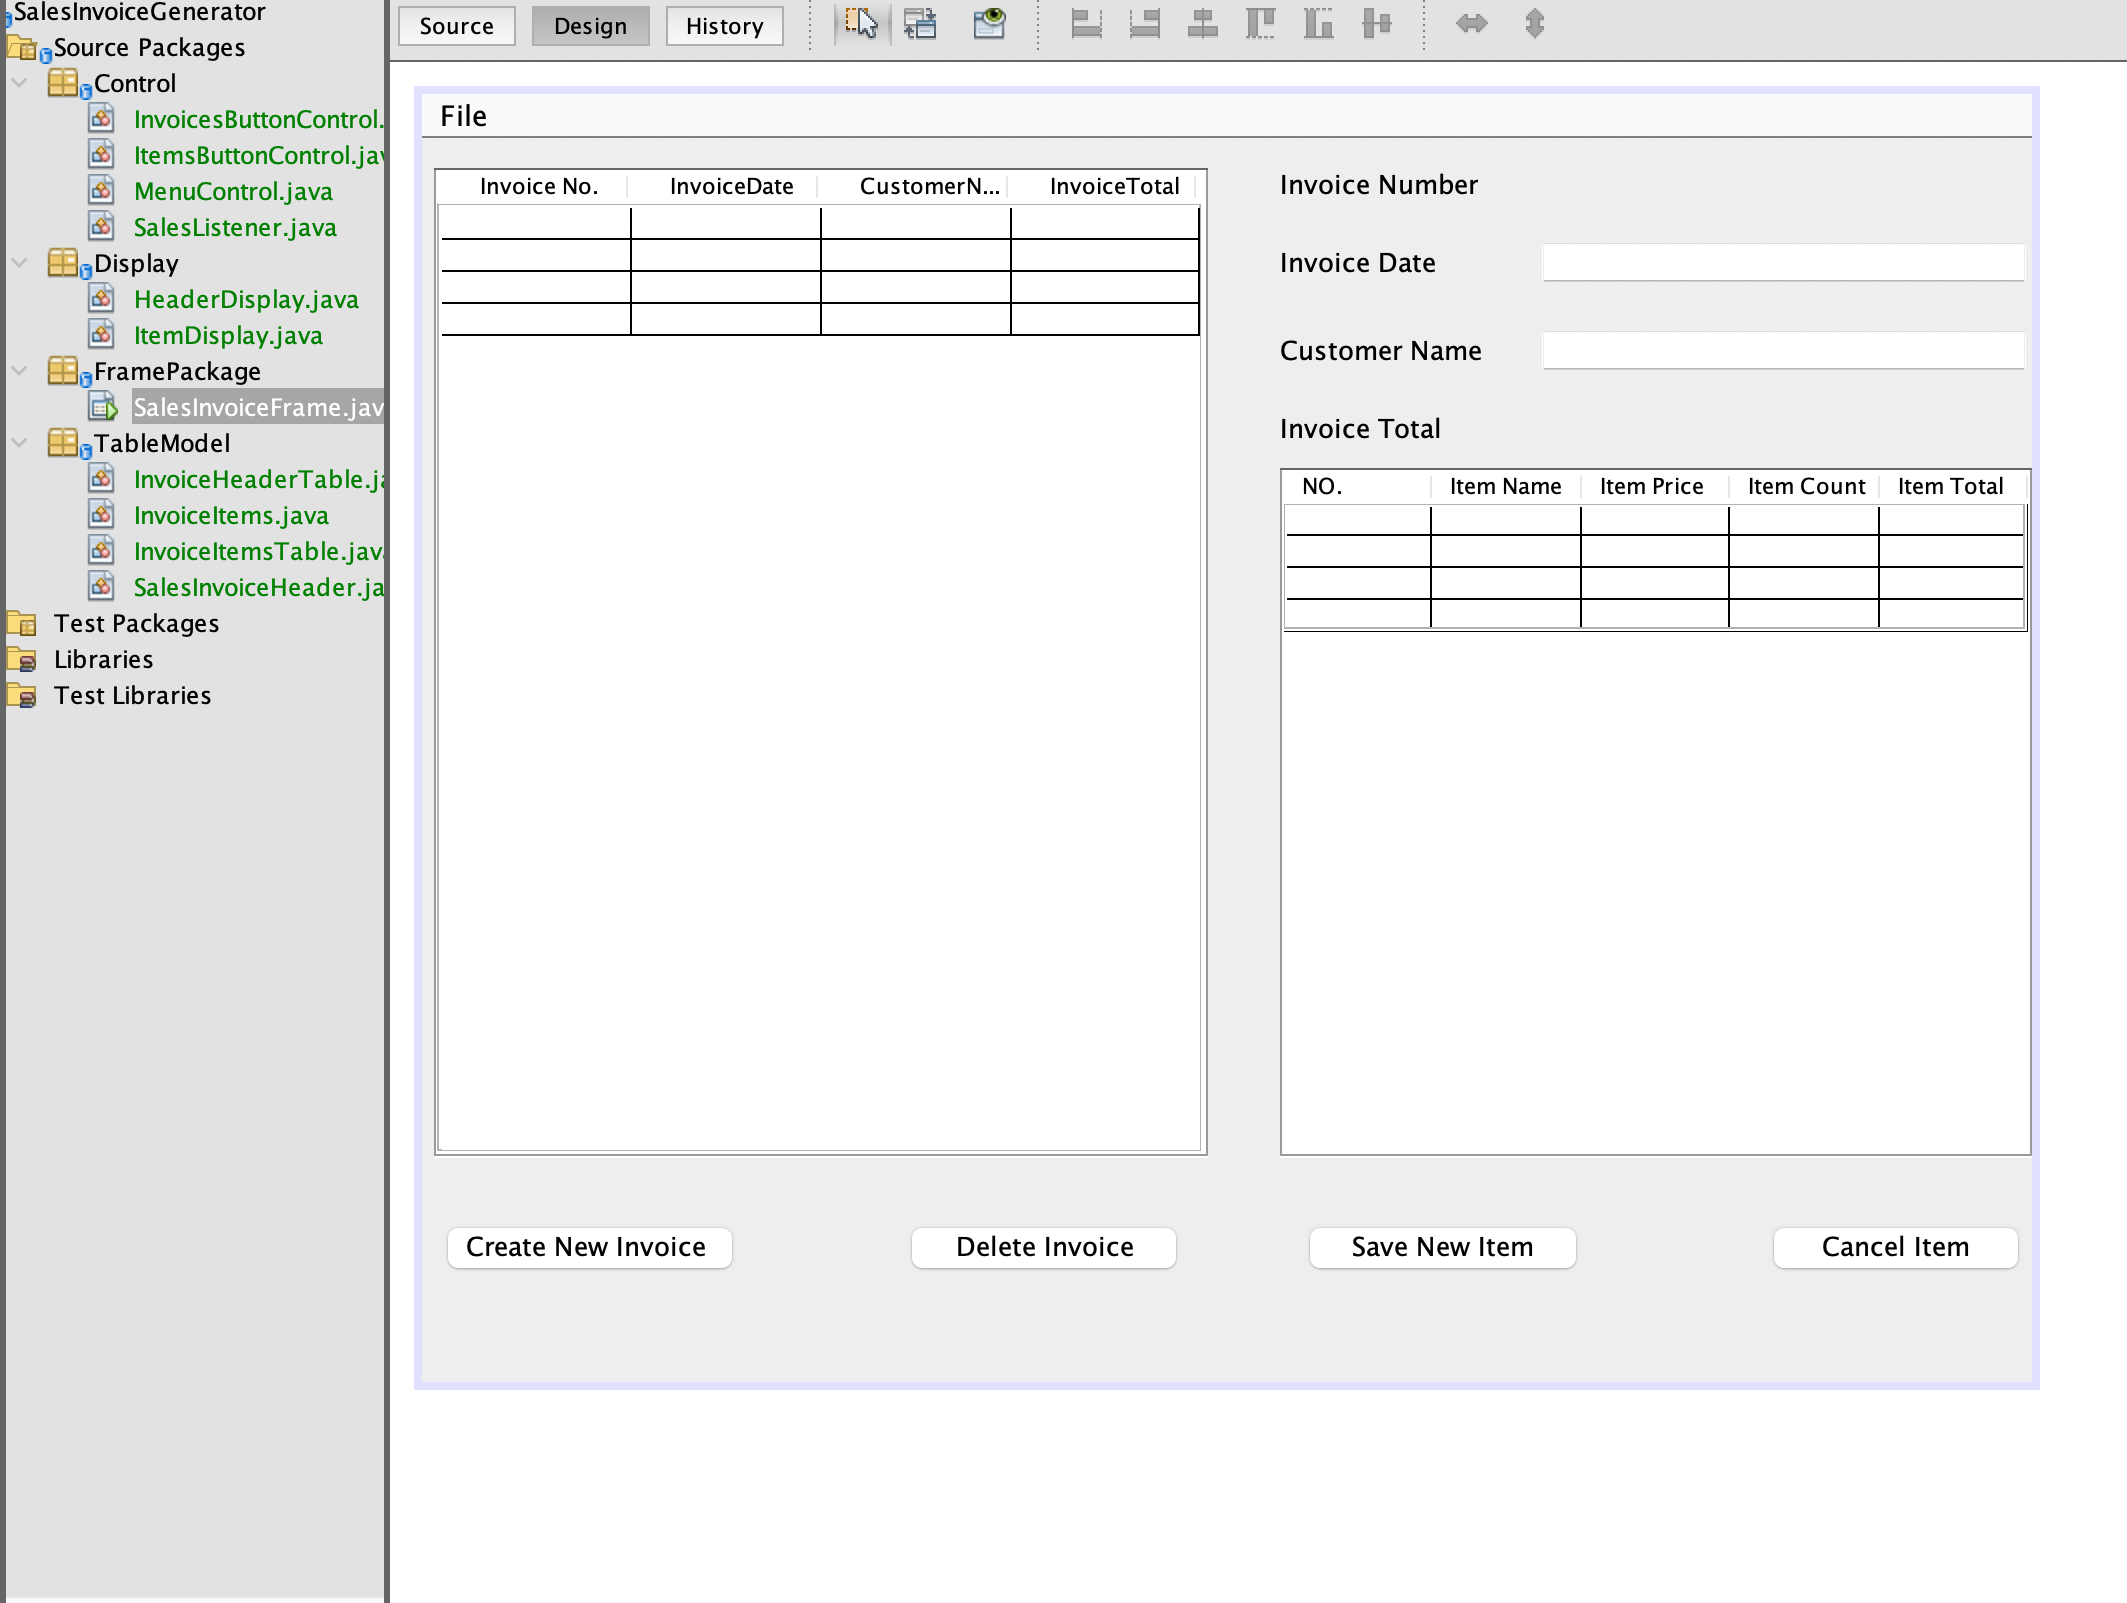 SalesInvoiceGenerator
Source Packages
Control
InvoicesButtonControl.
ItemsButtonControl.jav
MenuControl.java
SalesListener.java
Display
HeaderDisplay.java
ItemDisplay.java
FramePackage
SalesInvoiceFrame.jav
TableModel
InvoiceHeaderTable.ja
InvoiceItems.java
InvoiceItemsTable.java
SalesInvoiceHeader.ja
Test Packages
Libraries
Test Libraries
Source Design History
File
Invoice No. InvoiceDate CustomerN... InvoiceTotal
Invoice Number
Invoice Date
Customer Name
Invoice Total
NO. Item Name Item Price Item Count Item Total
Create New Invoice Delete Invoice Save New Item Cancel Item